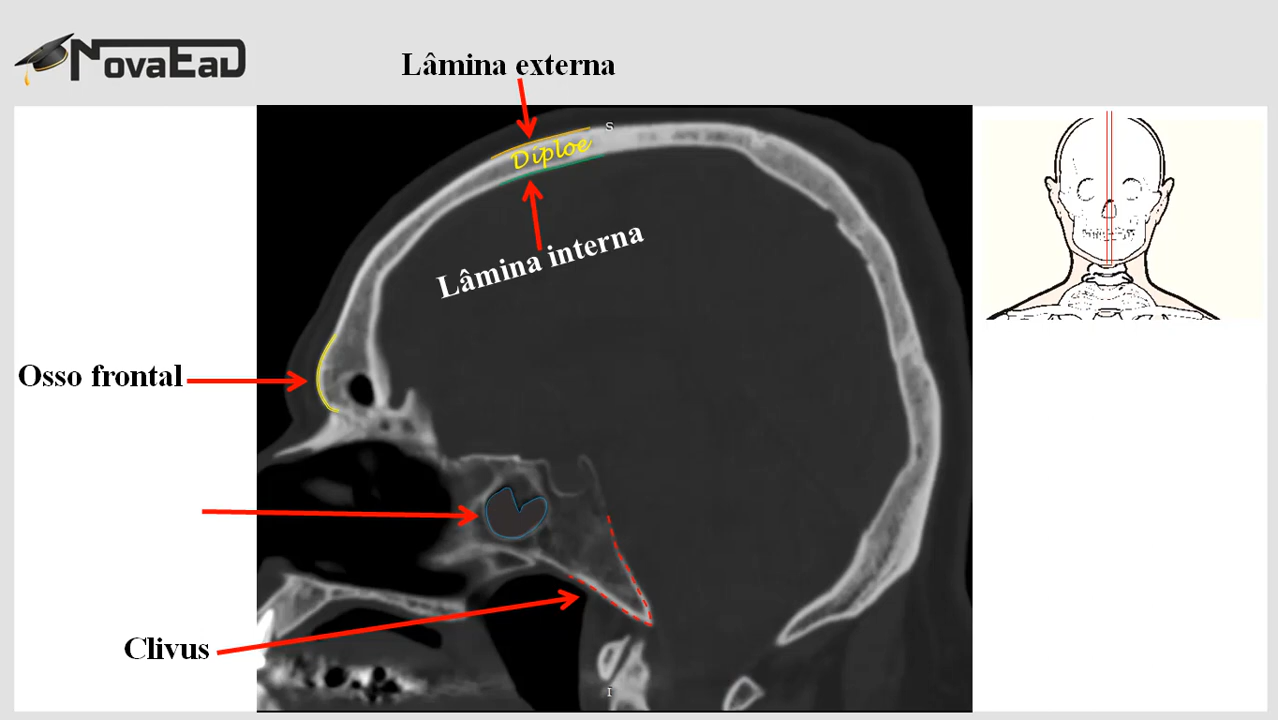 NovaEaD
Lâmina externa
S
Diploe
Lâmina interna
Osso frontal
Clivus
I